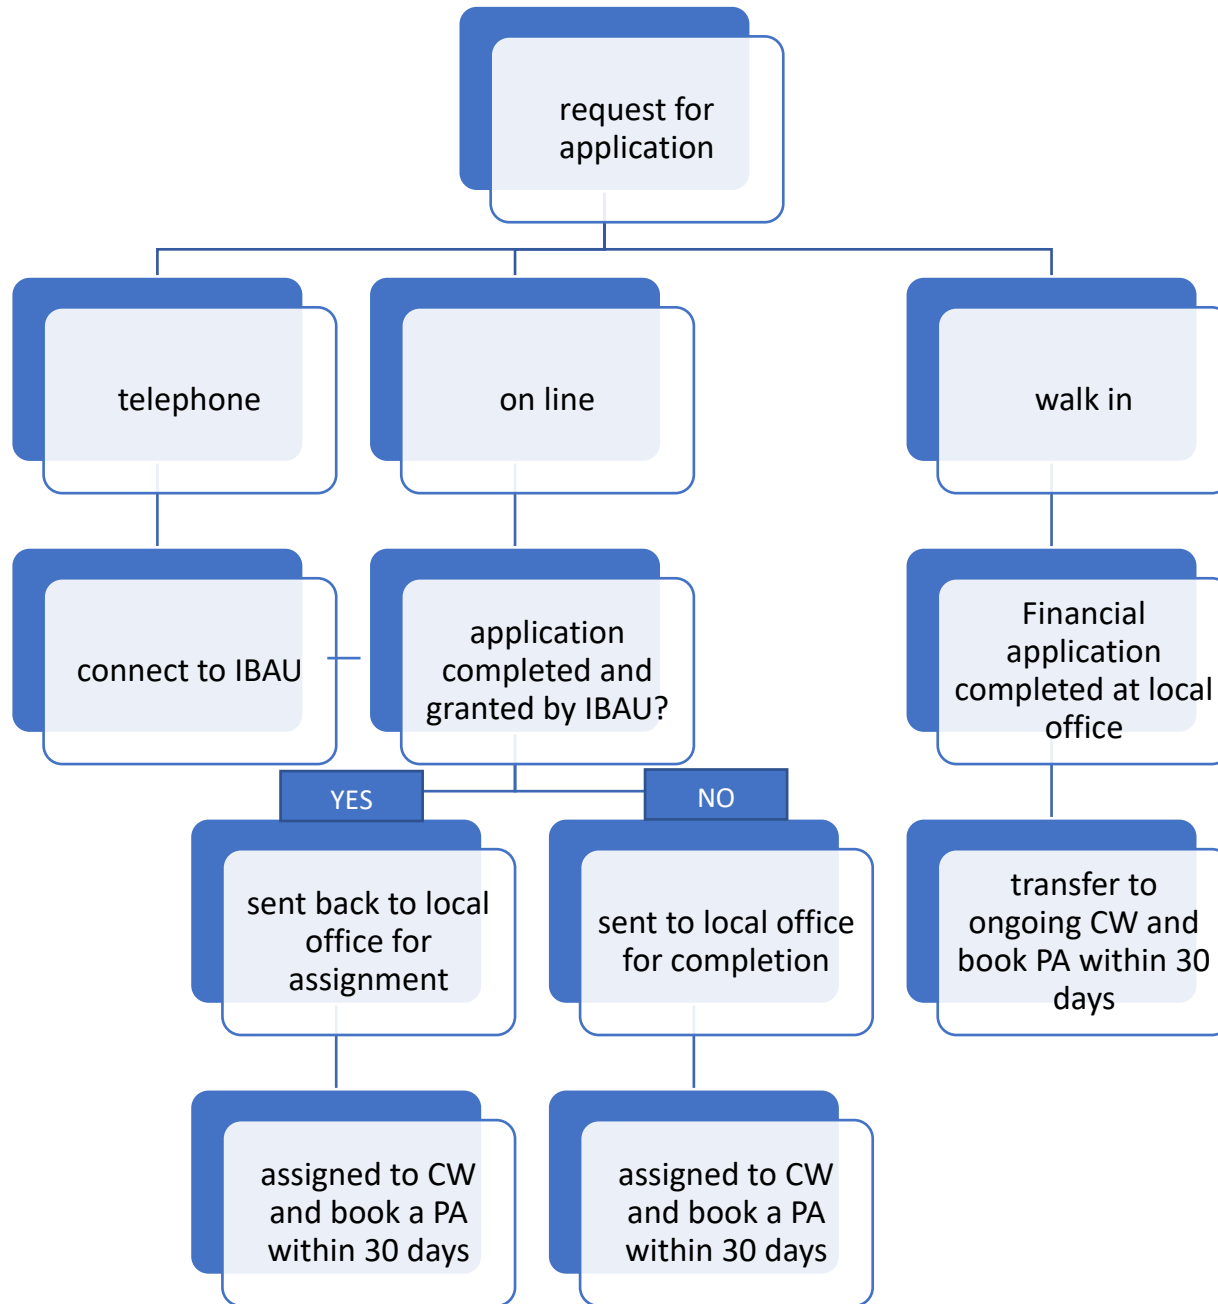 request for
application
telephone
on line
walk in
connect to IBAU
application
completed and
granted by IBAU?
Financial
application
completed at local
office
YES
NO
sent back to local
office for
assignment
sent to local office
for completion
transfer to
ongoing CW and
book PA within 30
days
assigned to CW
and book a PA
within 30 days
assigned to CW
and book a PA
within 30 days